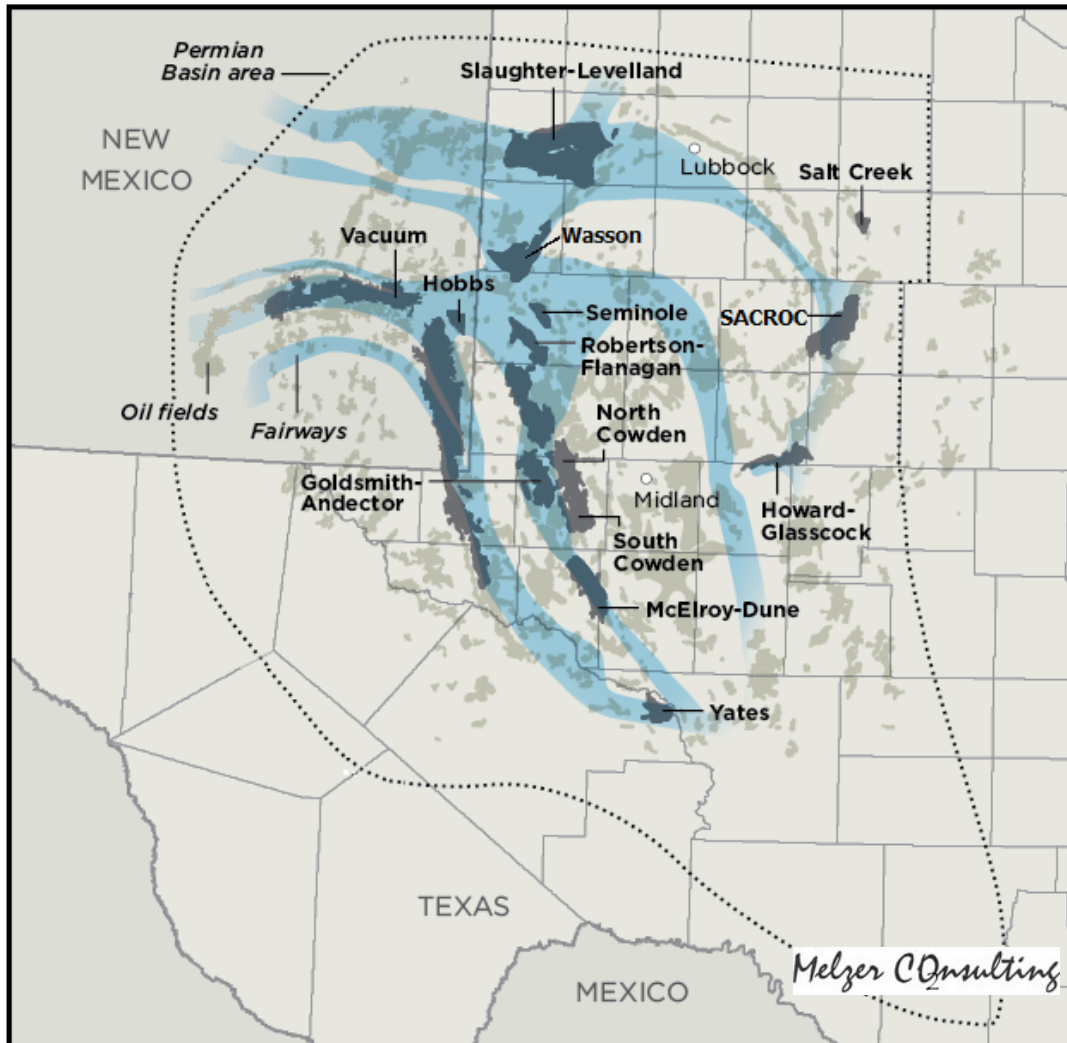 Permian
Basin area
Slaughter-Levelland
NEW
MEXICO
Lubbock
Salt Creek
Vacuum
Wasson
Hobbs
Seminole
SACROC
Robertson-
Flanagan
Oil fields
Fairways
North
Cowden
Goldsmith-
Andector
Midland
Howard-
Glasscock
South
Cowden
McElroy-Dune
Yates
TEXAS
MEXICO
Melzer CO2nsulting